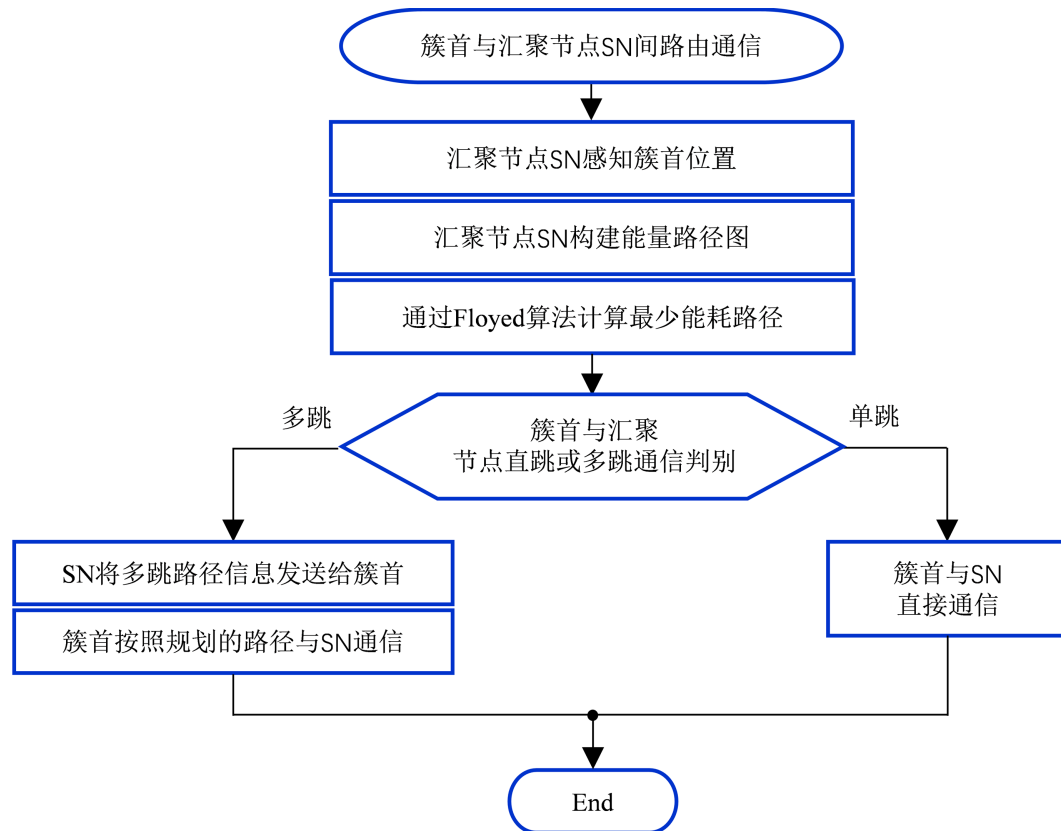 簇首与汇聚节点SN间路由通信
汇聚节点SN感知簇首位置
汇聚节点SN构建能量路径图
通过Floyed算法计算最少能耗路径
多跳
单跳
簇首与汇聚
节点直跳或多跳通信判别
SN将多跳路径信息发送给簇首
簇首按照规划的路径与SN通信
簇首与SN
直接通信
End